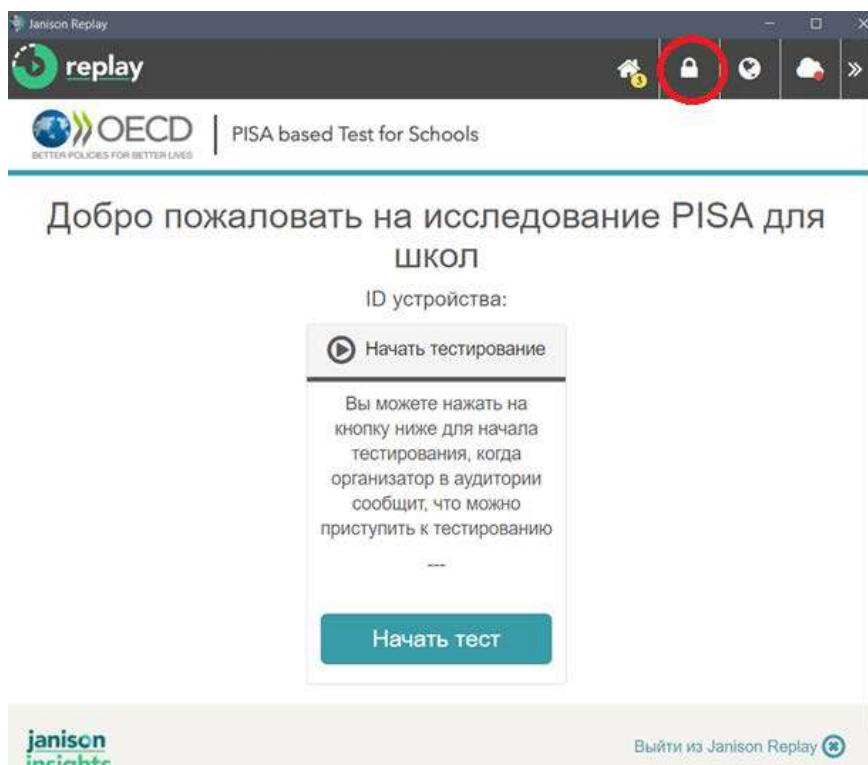 Janison Replay
replay
3
OECD
BETTER POLICIES FOR BETTER LIVES
PISA based Test for Schools
Добро пожаловать на исследование PISA для
школ
ID устройства:
Начать тестирование
Вы можете нажать на
кнопку ниже для начала
тестирования, когда
организатор в аудитории
сообщит, что можно
приступить к тестированию
---
Начать тест
janison
insights
Выйти из Janison Replay